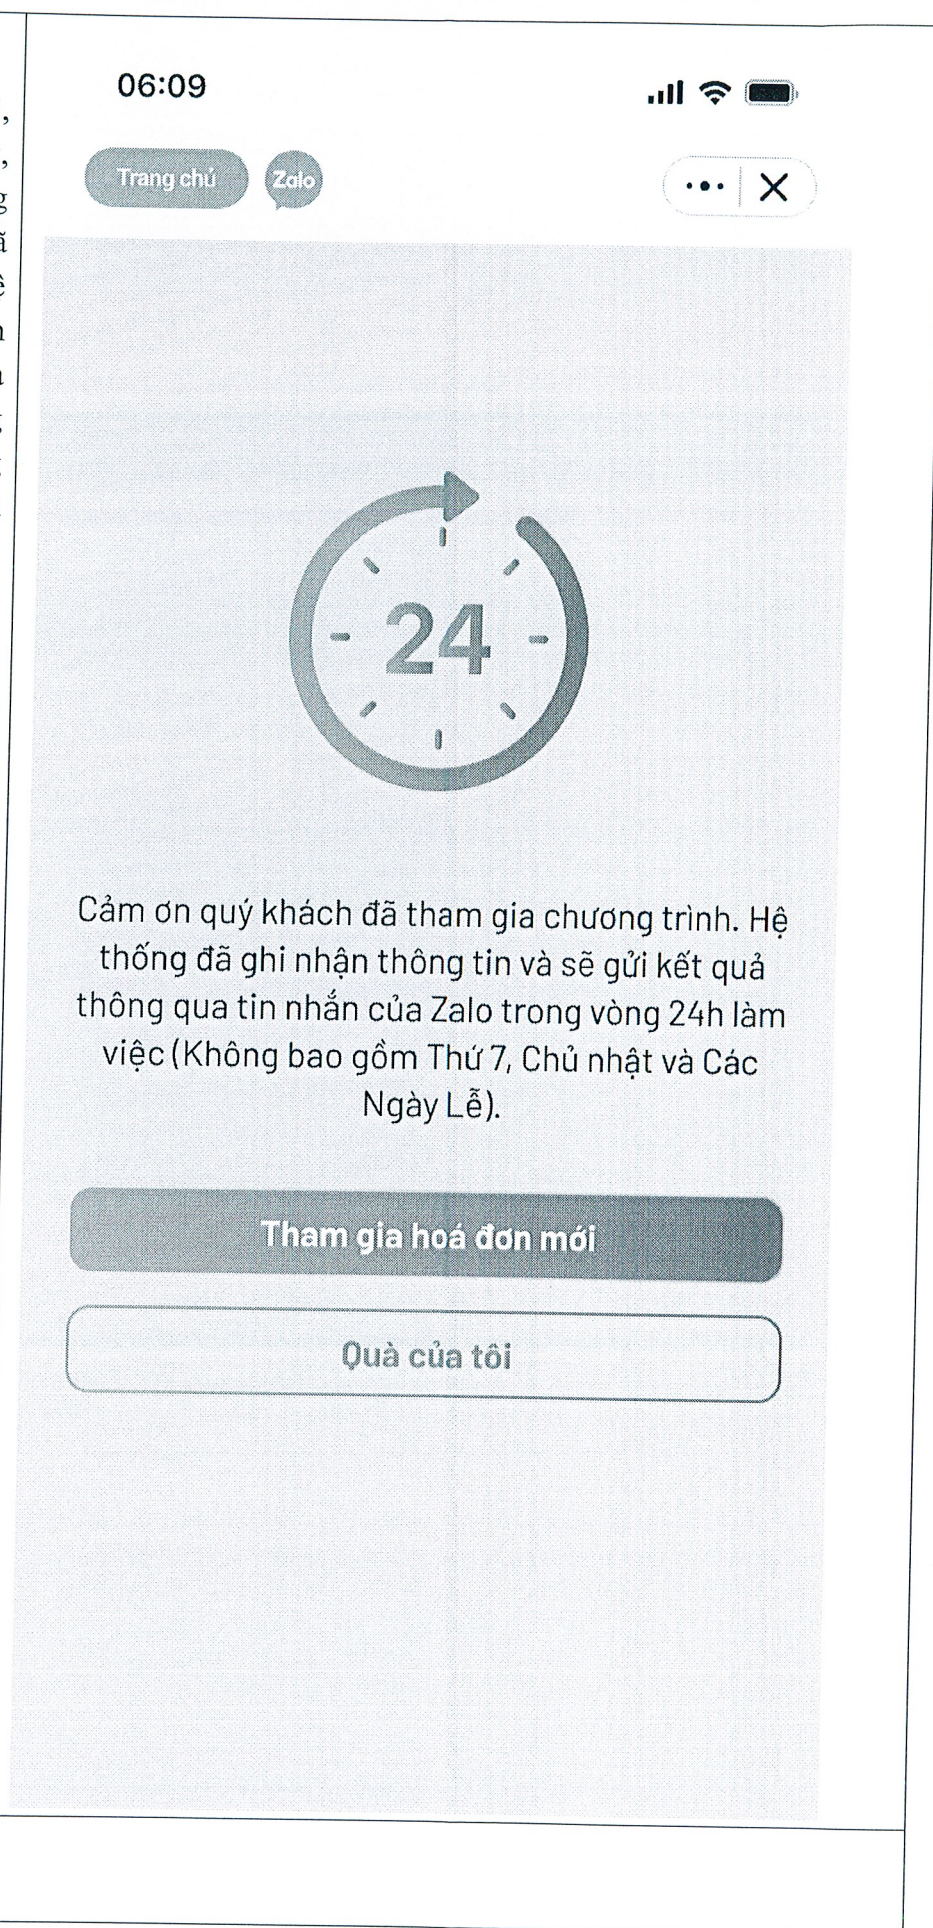 06:09
Trang chủ
Zalo
24
Cảm ơn quý khách đã tham gia chương trình. Hệ
thống đã ghi nhận thông tin và sẽ gửi kết quả
thông qua tin nhắn của Zalo trong vòng 24h làm
việc (Không bao gồm Thứ 7, Chủ nhật và Các
Ngày Lễ).
Tham gia hoá đơn mới
Quà của tôi